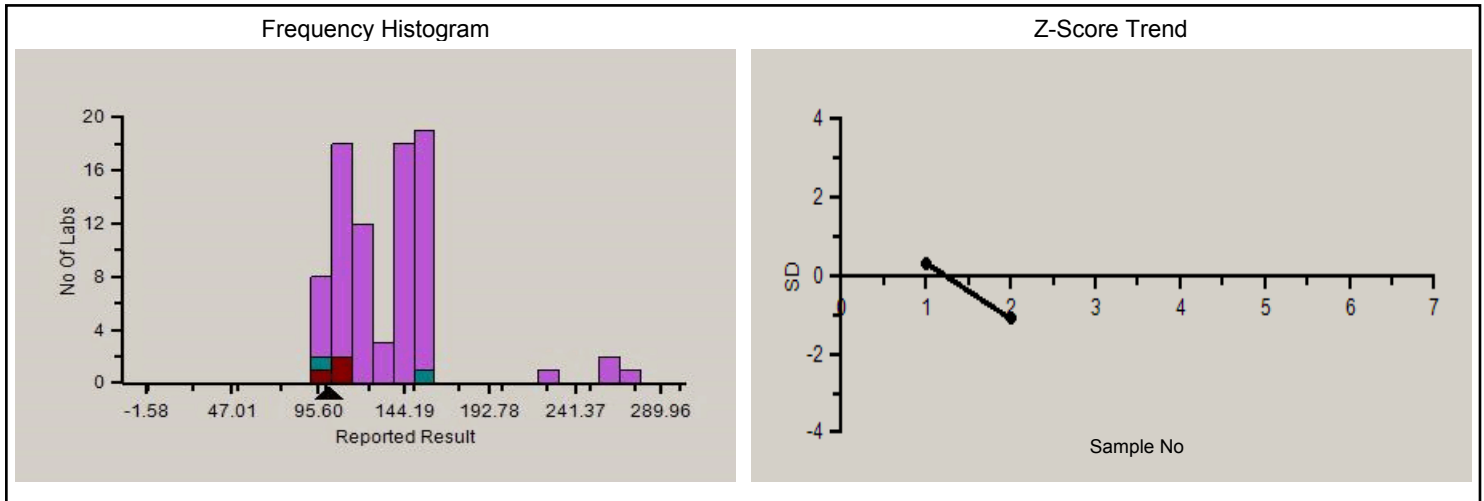 Frequency Histogram
20
16
12
8
4
0
No Of Labs
-1.58 47.01 95.60 144.19 192.78 241.37 289.96
Reported Result
Z-Score Trend
4
2
0
-2
-4
SD
0 1 2 3 4 5 6 7
Sample No